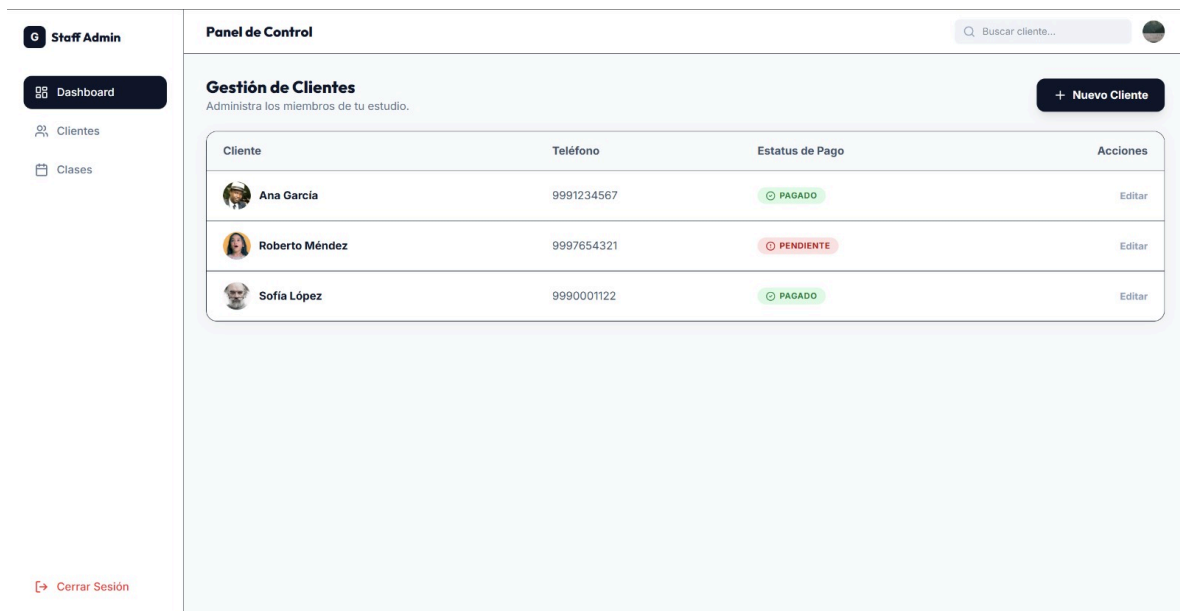 G Staff Admin
Dashboard
Clientes
Clases
Cerrar Sesión
Panel de Control
Buscar cliente...
Gestión de Clientes
Administra los miembros de tu estudio.
+ Nuevo Cliente
Cliente Teléfono Estatus de Pago Acciones
Ana García 9991234567 PAGADO Editar
Roberto Méndez 9997654321 PENDIENTE Editar
Sofía López 9990001122 PAGADO Editar